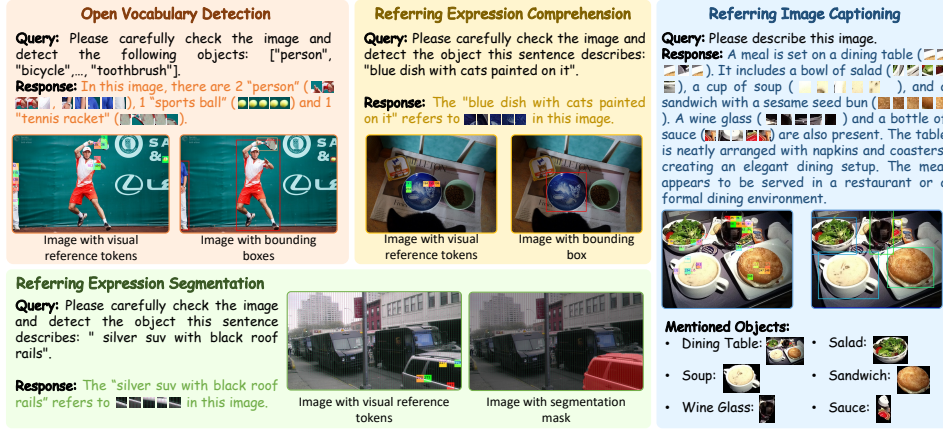 Open Vocabulary Detection
Query: Please carefully check the image and
detect the following objects: ["person",
"bicycle",…, "toothbrush"].
Response: In this image, there are 2 "person" (
), 1 "sports ball" ( ) and 1
"tennis racket" ( ).
Image with visual
reference tokens
Image with bounding
boxes
Referring Expression Comprehension
Query: Please carefully check the image and
detect the object this sentence describes:
"blue dish with cats painted on it".
Response: The "blue dish with cats painted
on it" refers to in this image.
Image with visual
reference tokens
Image with bounding
box
Referring Expression Segmentation
Query: Please carefully check the image
and detect the object this sentence
describes: " silver suv with black roof
rails".
Response: The "silver suv with black roof
rails" refers to in this image.
Image with visual reference
tokens
Image with segmentation
mask
Referring Image Captioning
Query: Please describe this image.
Response: A meal is set on a dining table (
). It includes a bowl of salad (
), a cup of soup ( ), and a
sandwich with a sesame seed bun (
). A wine glass ( ) and a bottle of
sauce ( ) are also present. The table
is neatly arranged with napkins and coasters,
creating an elegant dining setup. The meal
appears to be served in a restaurant or a
formal dining environment.
Mentioned Objects:
• Dining Table:
• Salad:
• Soup:
• Sandwich:
• Wine Glass:
• Sauce: